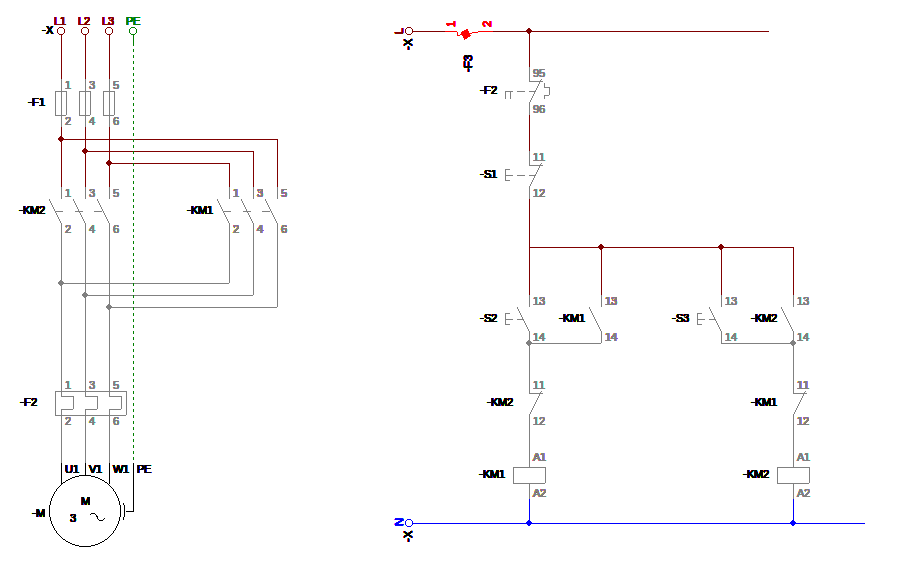 L1 L2 L3 PE
-X
1 3 5
-F1
2 4 6
1 3 5
-KM2
2 4 6
1 3 5
-KM1
2 4 6
1 3 5
-F2
2 4 6
U1 V1 W1 PE
M
3
-M
L
-X
1 2
-F3
95
-F2
96
11
-S1
12
13
-S2
14
13
-KM1
14
13
-S3
14
13
-KM2
14
11
-KM2
12
11
-KM1
12
A1
-KM1
A2
A1
-KM2
A2
N
-X